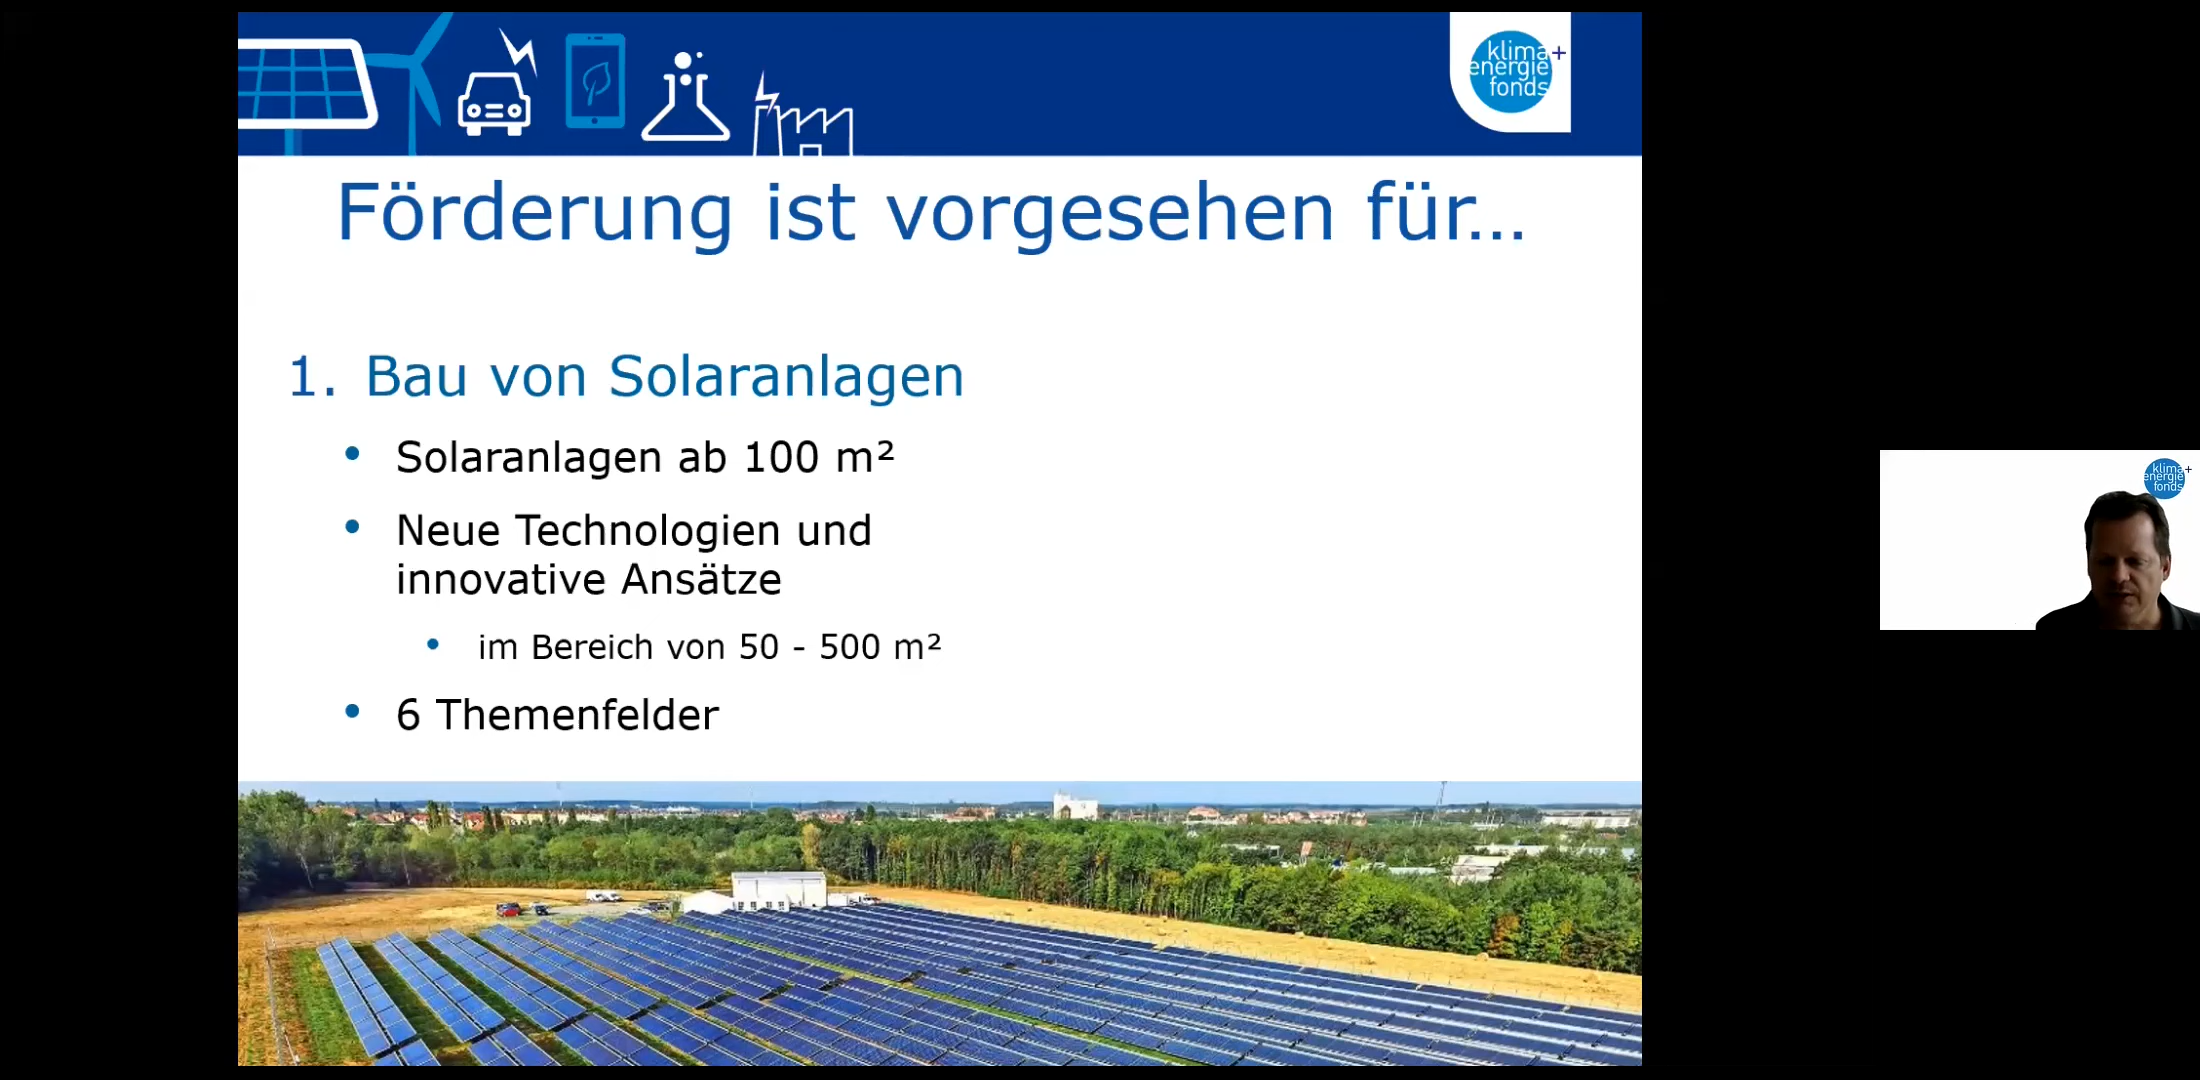 klima+
energie
fonds
Förderung ist vorgesehen für…
1. Bau von Solaranlagen
• Solaranlagen ab 100 m²
• Neue Technologien und
innovative Ansätze
• im Bereich von 50 - 500 m²
• 6 Themenfelder
klima+
energie
fonds